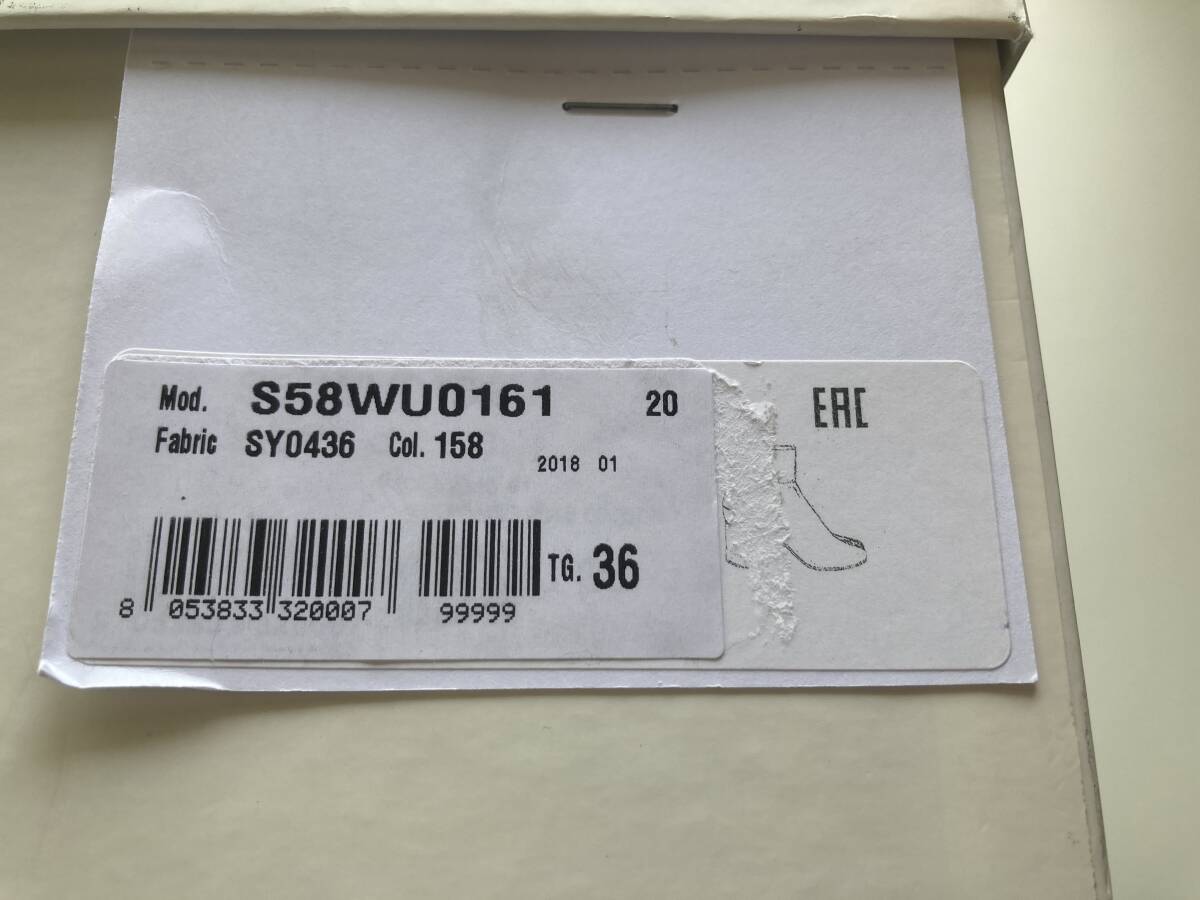 Mod. S58WU0161 20
Fabric SY0436 Col. 158
2018 01
TG. 36
8 053833 320007 99999
EAC